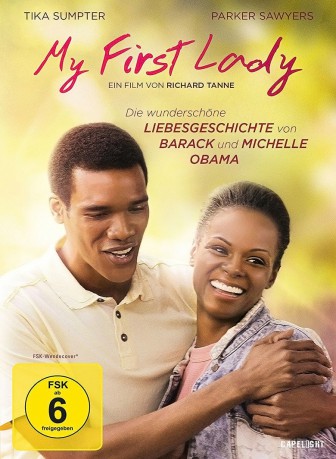 TIKA SUMPTER PARKER SAWYERS
My First Lady
EIN FILM VON RICHARD TANNE
Die wunderschöne
LIEBESGESCHICHTE von
BARACK und MICHELLE
OBAMA
FSK-Wendecover*
FSK
ab
6
freigegeben
CAPELIGHT